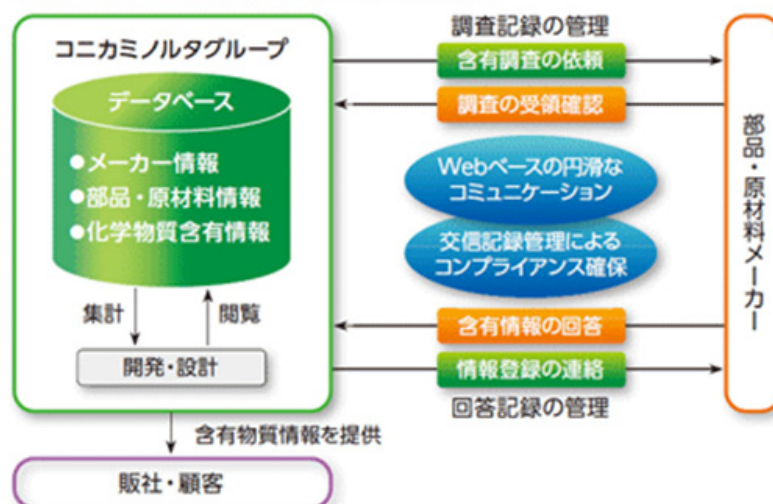 コニカミノルタグループ
データベース
●メーカー情報
●部品・原材料情報
●化学物質含有情報
集計
閲覧
開発・設計
含有物質情報を提供
販社・顧客
調査記録の管理
含有調査の依頼
調査の受領確認
Webベースの円滑な
コミュニケーション
交信記録管理による
コンプライアンス確保
含有情報の回答
情報登録の連絡
回答記録の管理
部品・原材料メーカー